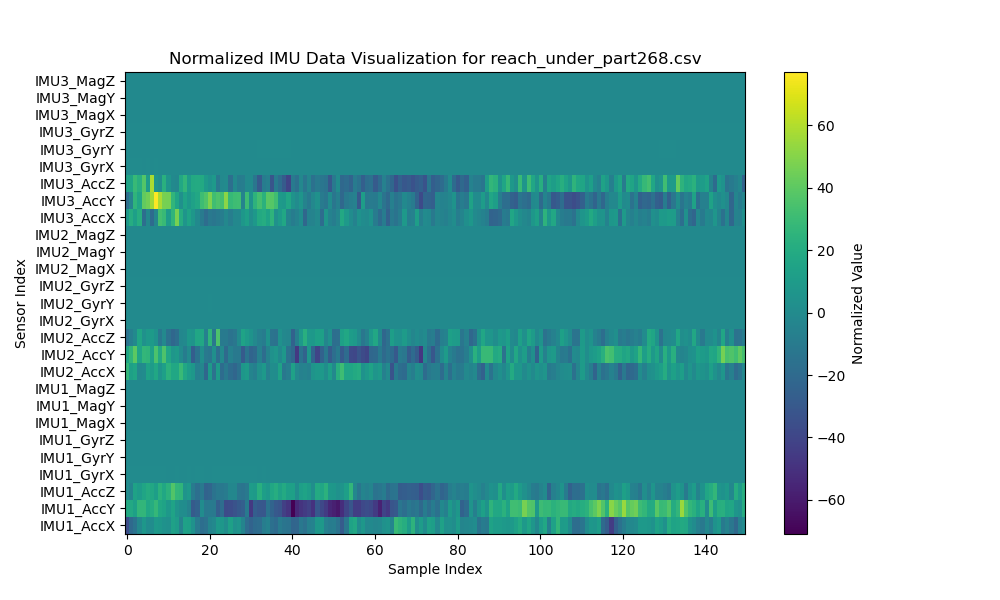 Normalized IMU Data Visualization for reach_under_part268.csv
IMU3_MagZ
IMU3_MagY
IMU3_MagX
IMU3_GyrZ
IMU3_GyrY
IMU3_GyrX
IMU3_AccZ
IMU3_AccY
IMU3_AccX
IMU2_MagZ
IMU2_MagY
IMU2_MagX
IMU2_GyrZ
IMU2_GyrY
IMU2_GyrX
IMU2_AccZ
IMU2_AccY
IMU2_AccX
IMU1_MagZ
IMU1_MagY
IMU1_MagX
IMU1_GyrZ
IMU1_GyrY
IMU1_GyrX
IMU1_AccZ
IMU1_AccY
IMU1_AccX
Sensor Index
0 20 40 60 80 100 120 140
Sample Index
60
40
20
0
−20
−40
−60
Normalized Value